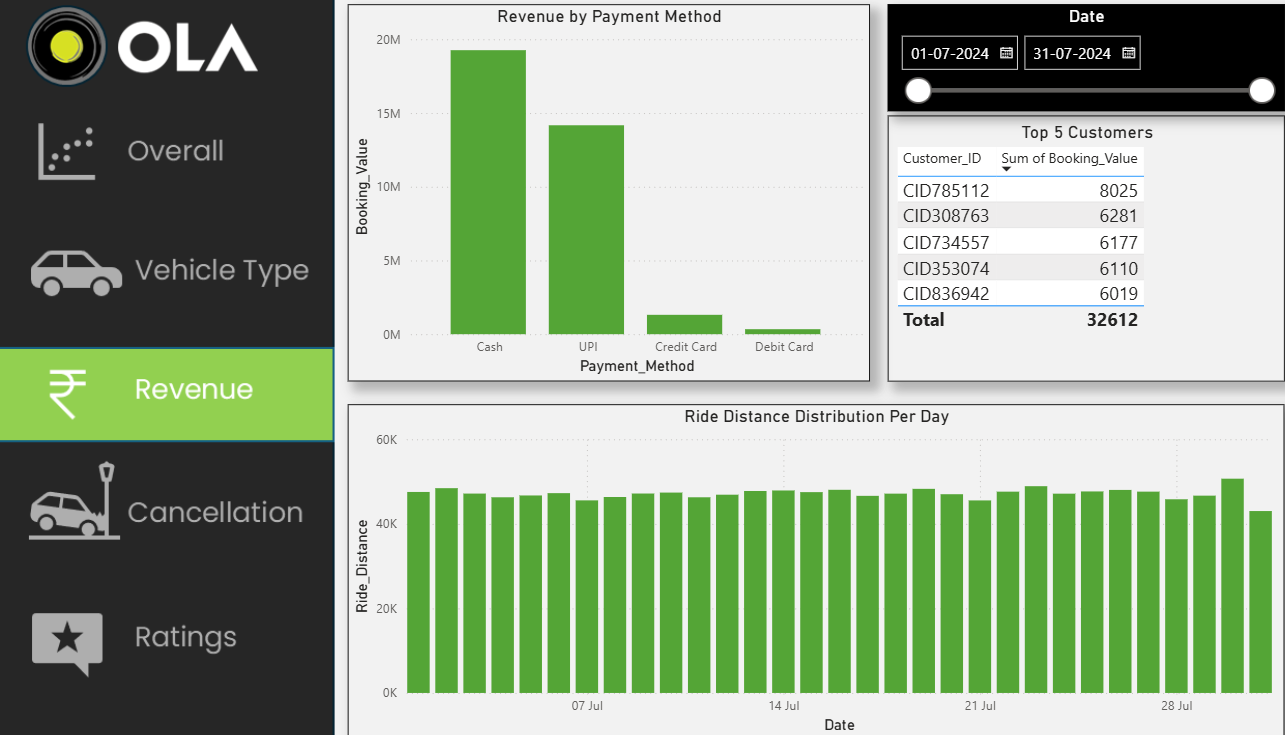 OLA
Overall
Vehicle Type
Revenue
Cancellation
Ratings
Revenue by Payment Method
20M
15M
10M
5M
0M
Booking_Value
Cash UPI Credit Card Debit Card
Payment_Method
Date
01-07-2024 31-07-2024
Top 5 Customers
Customer_ID Sum of Booking_Value
CID785112 8025
CID308763 6281
CID734557 6177
CID353074 6110
CID836942 6019
Total 32612
Ride Distance Distribution Per Day
60K
40K
20K
0K
Ride_Distance
07 Jul 14 Jul 21 Jul 28 Jul
Date